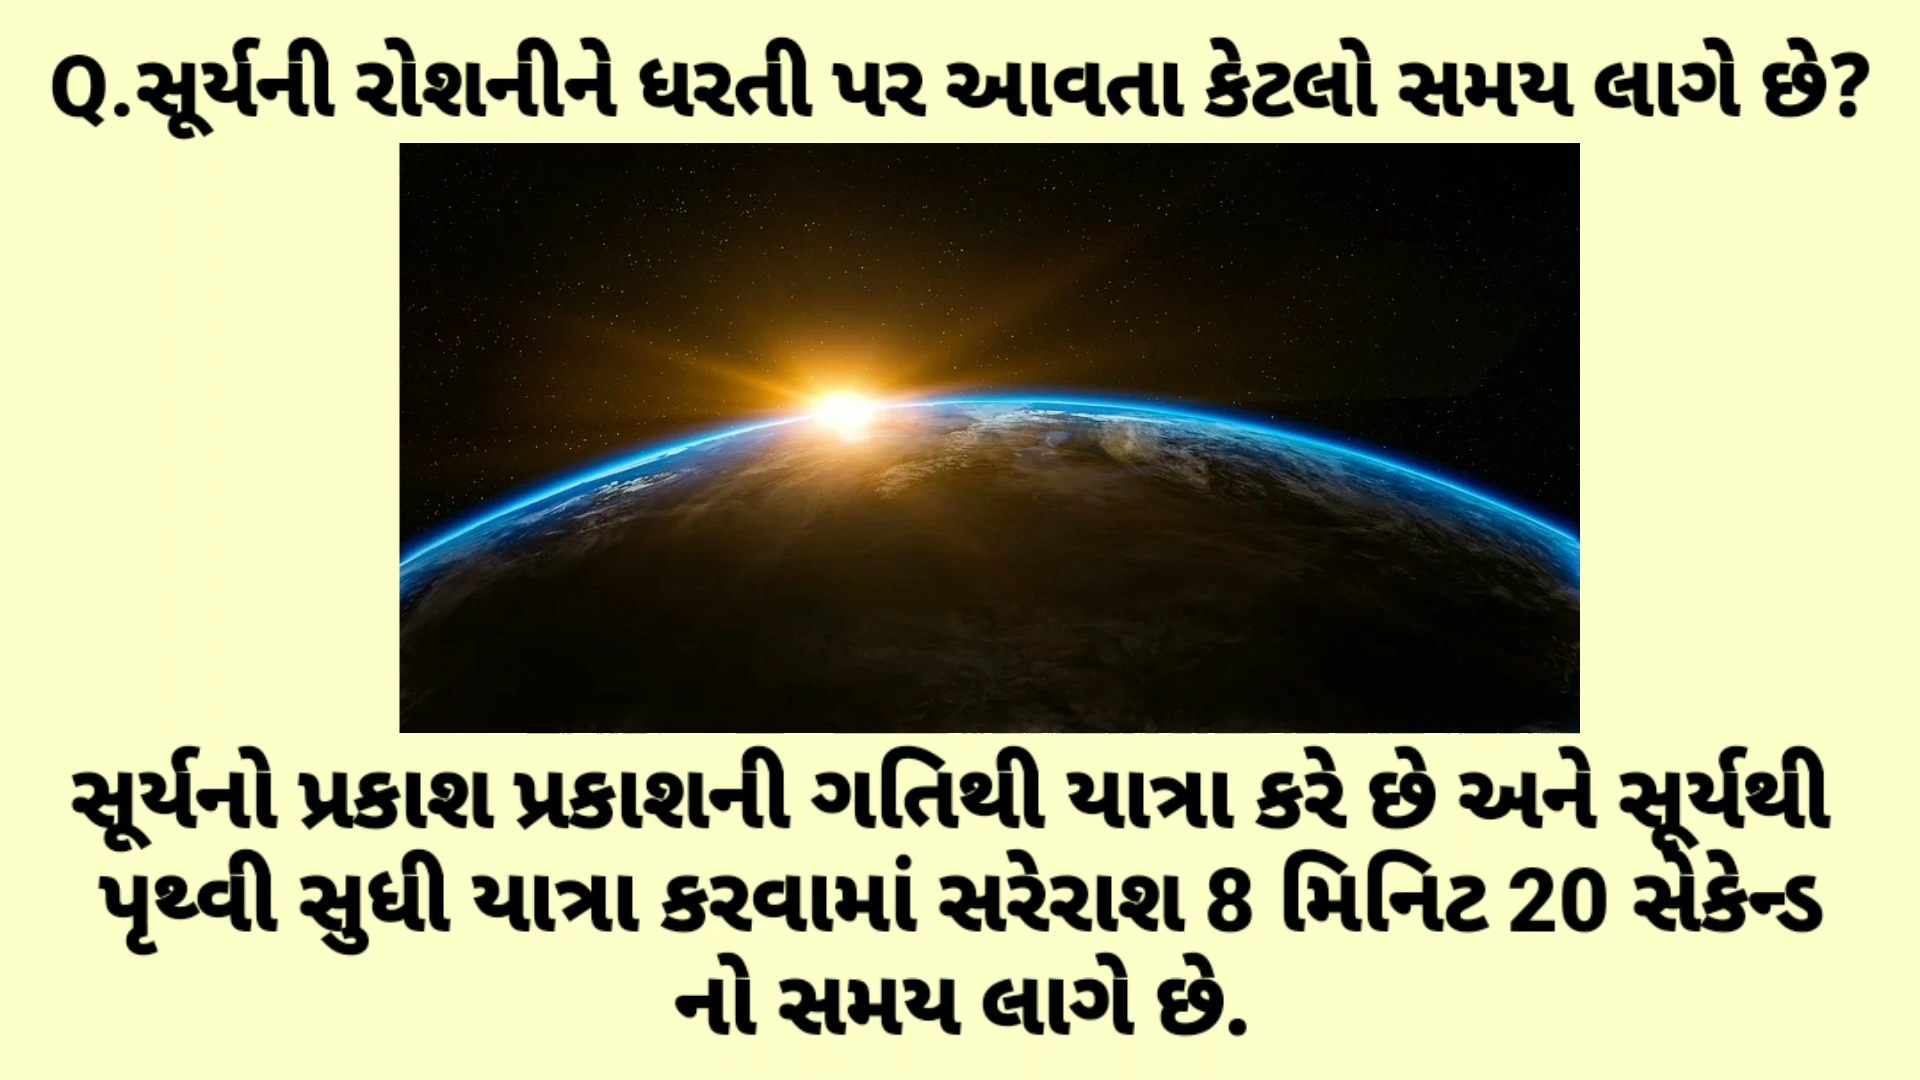 Q.સૂર્યની રોશનીને ધરતી પર આવતા કેટલો સમય લાગે છે?
સૂર્યનો પ્રકાશ પ્રકાશની ગતિથી યાત્રા કરે છે અને સૂર્યથી
પૃથ્વી સુધી યાત્રા કરવામાં સરેરાશ 8 મિનિટ 20 સેકેન્ડ
નો સમય લાગે છે.